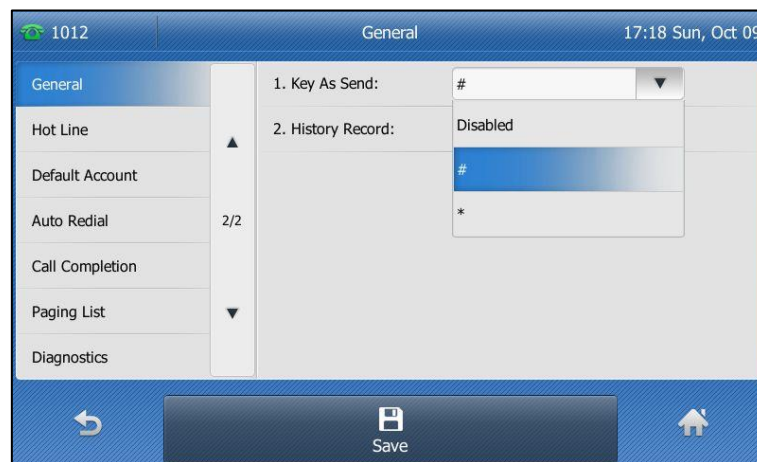 1012 General 17:18 Sun, Oct 09
General
Hot Line
Default Account
Auto Redial
Call Completion
Paging List
Diagnostics
2/2
1. Key As Send: #
2. History Record:
Disabled
#
*
Save